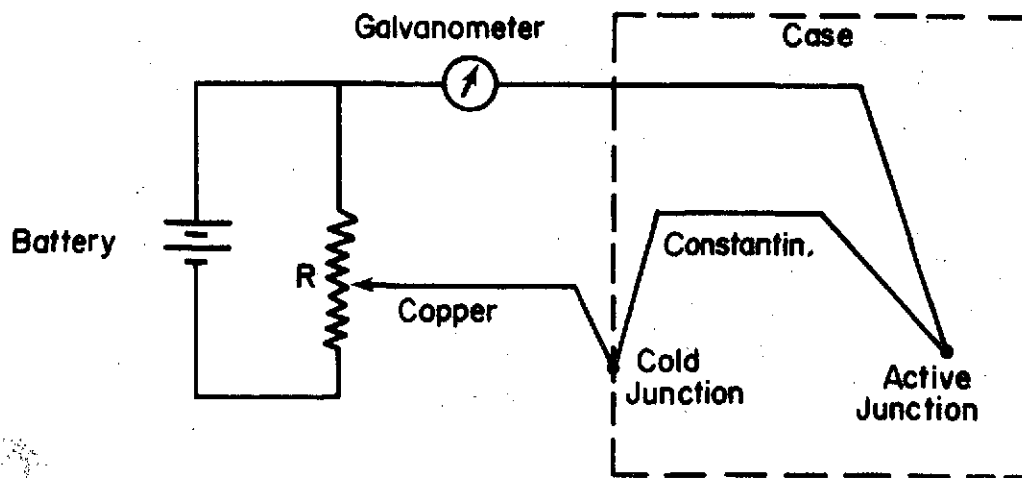 Galvanometer
Case
Battery
R
Constantin.
Copper
Cold
Junction
Active
Junction